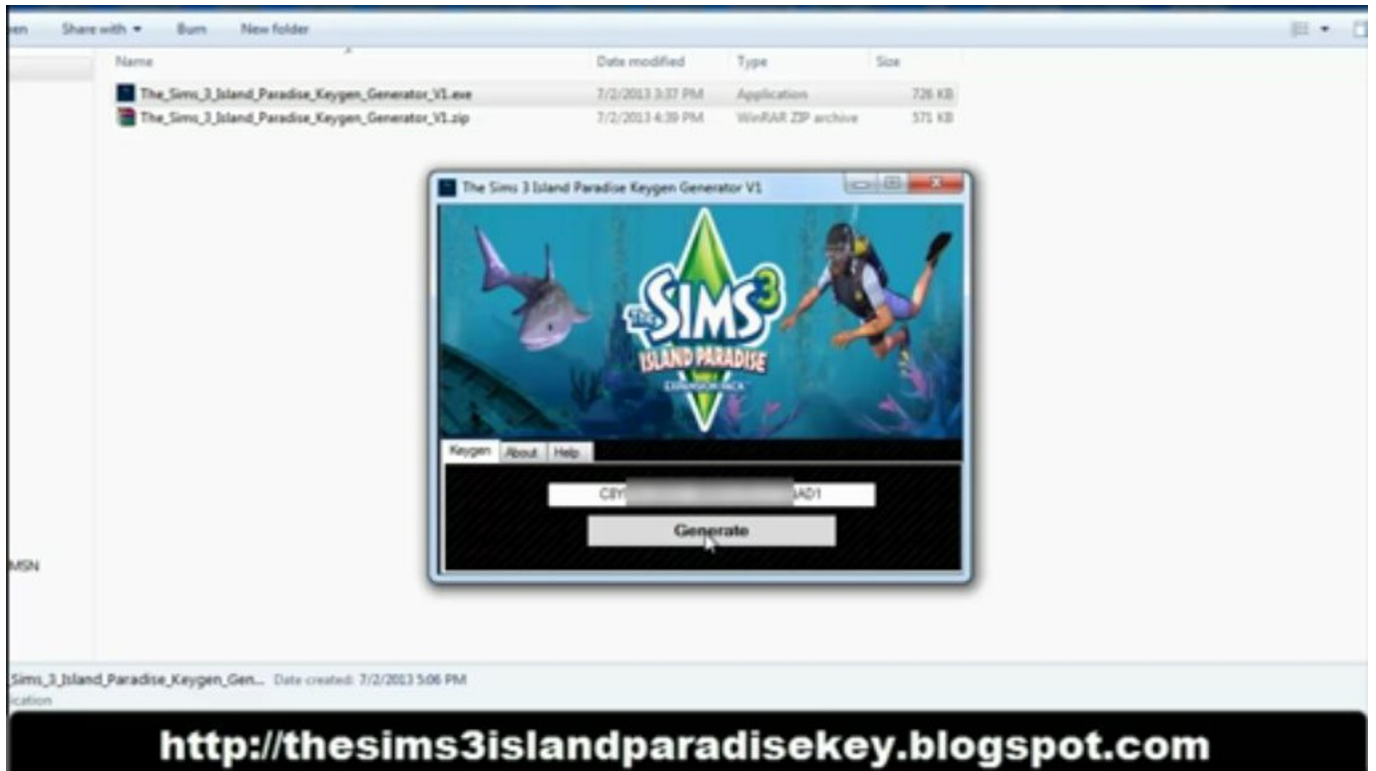 Share with Burn New folder
Name Date modified Type Size
The_Sims_3_Island_Paradise_Keygen_Generator_V1.exe 7/2/2013 3:37 PM Application 726 KB
The_Sims_3_Island_Paradise_Keygen_Generator_V1.zip 7/2/2013 4:39 PM WinRAR ZIP archive 571 KB
The Sims 3 Island Paradise Keygen Generator V1
The SIMS 3
ISLAND PARADISE
EXPANSION PACK
Keygen About Help
Generate
MSN
Sims_3_Island_Paradise_Keygen_Gen... Date created: 7/2/2013 5:06 PM
http://thesims3islandparadisekey.blogspot.com